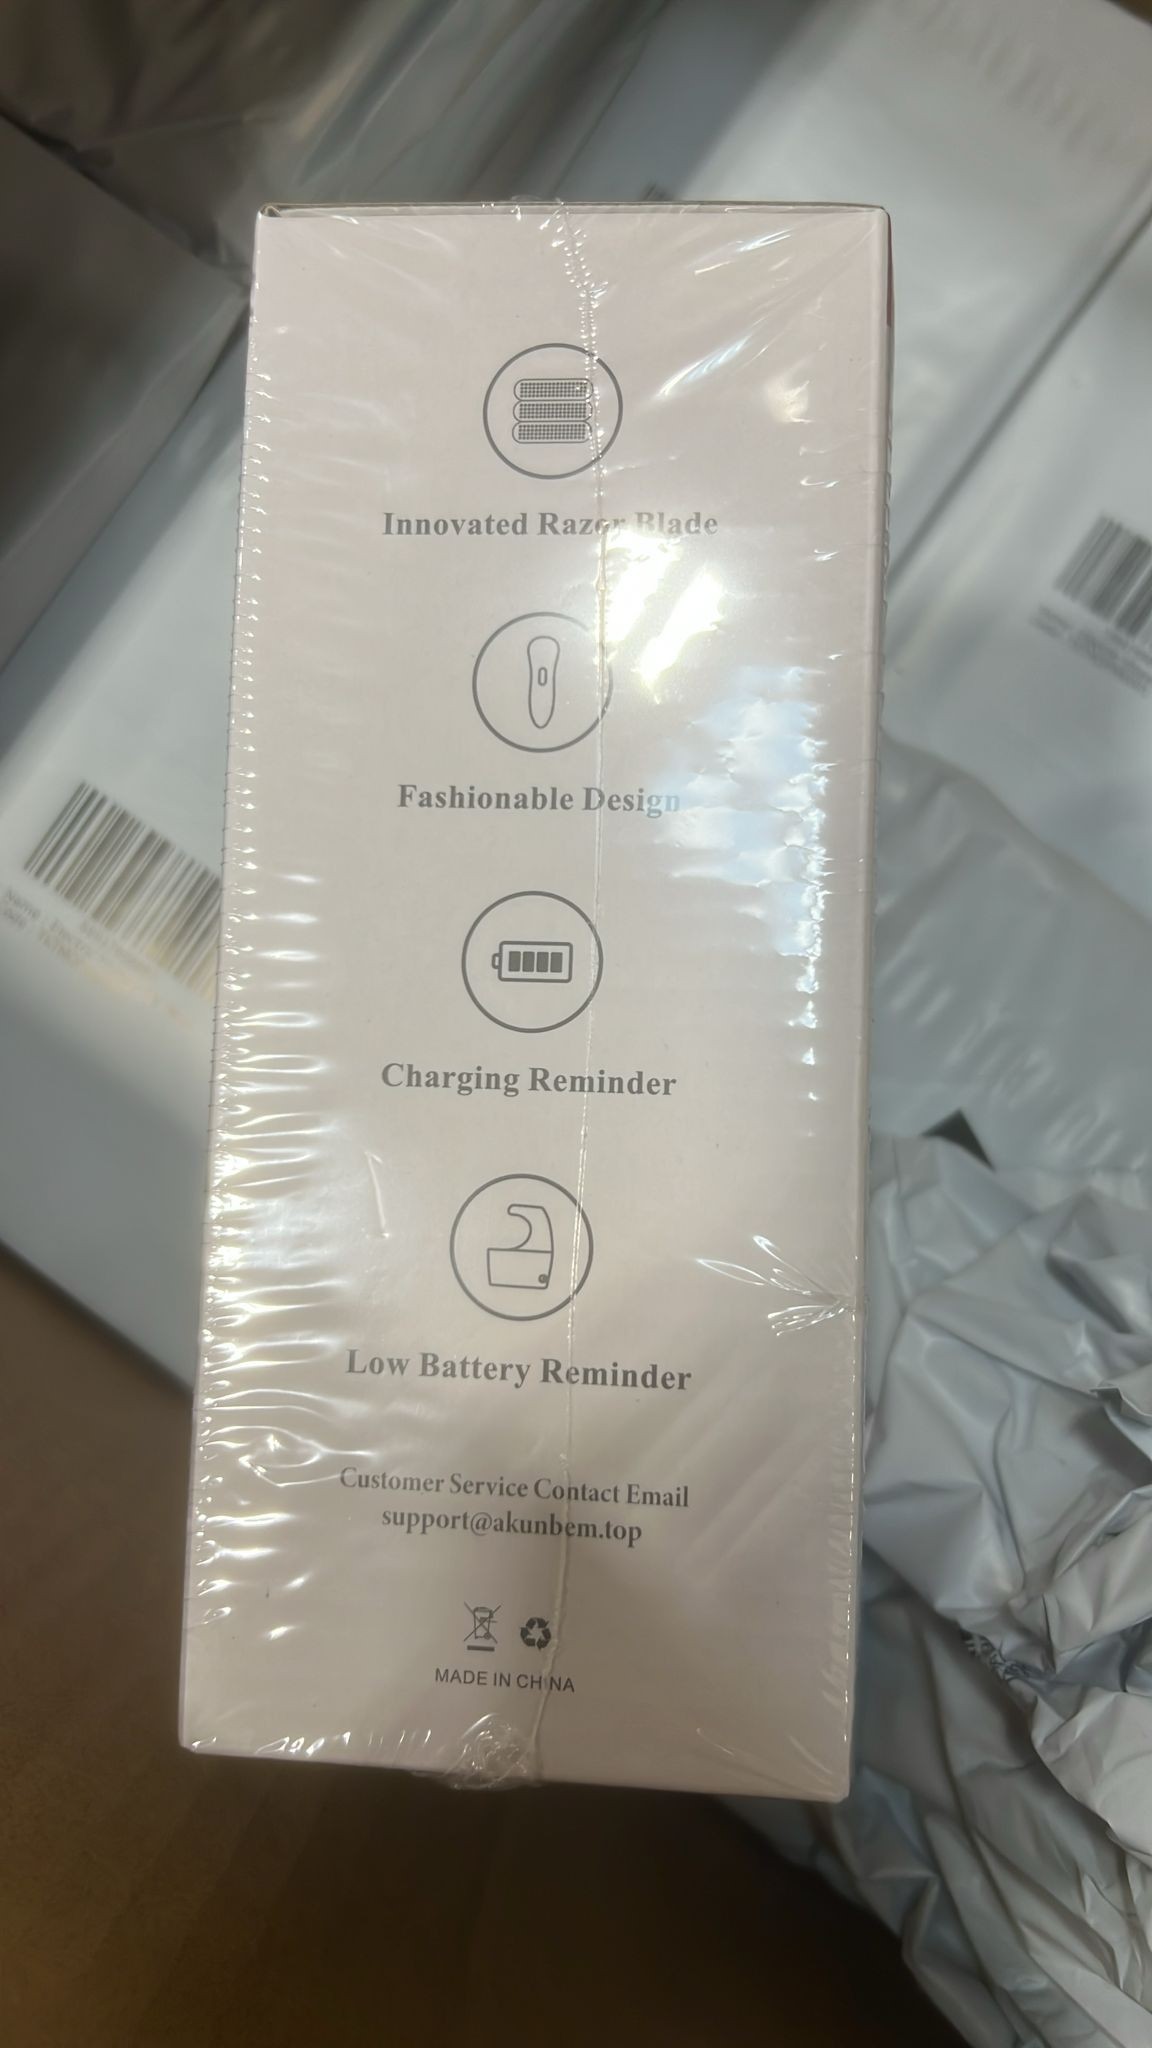 Innovated Razor Blade
Fashionable Design
Charging Reminder
Low Battery Reminder
Customer Service Contact Email
support@akunbem.top
MADE IN CHINA